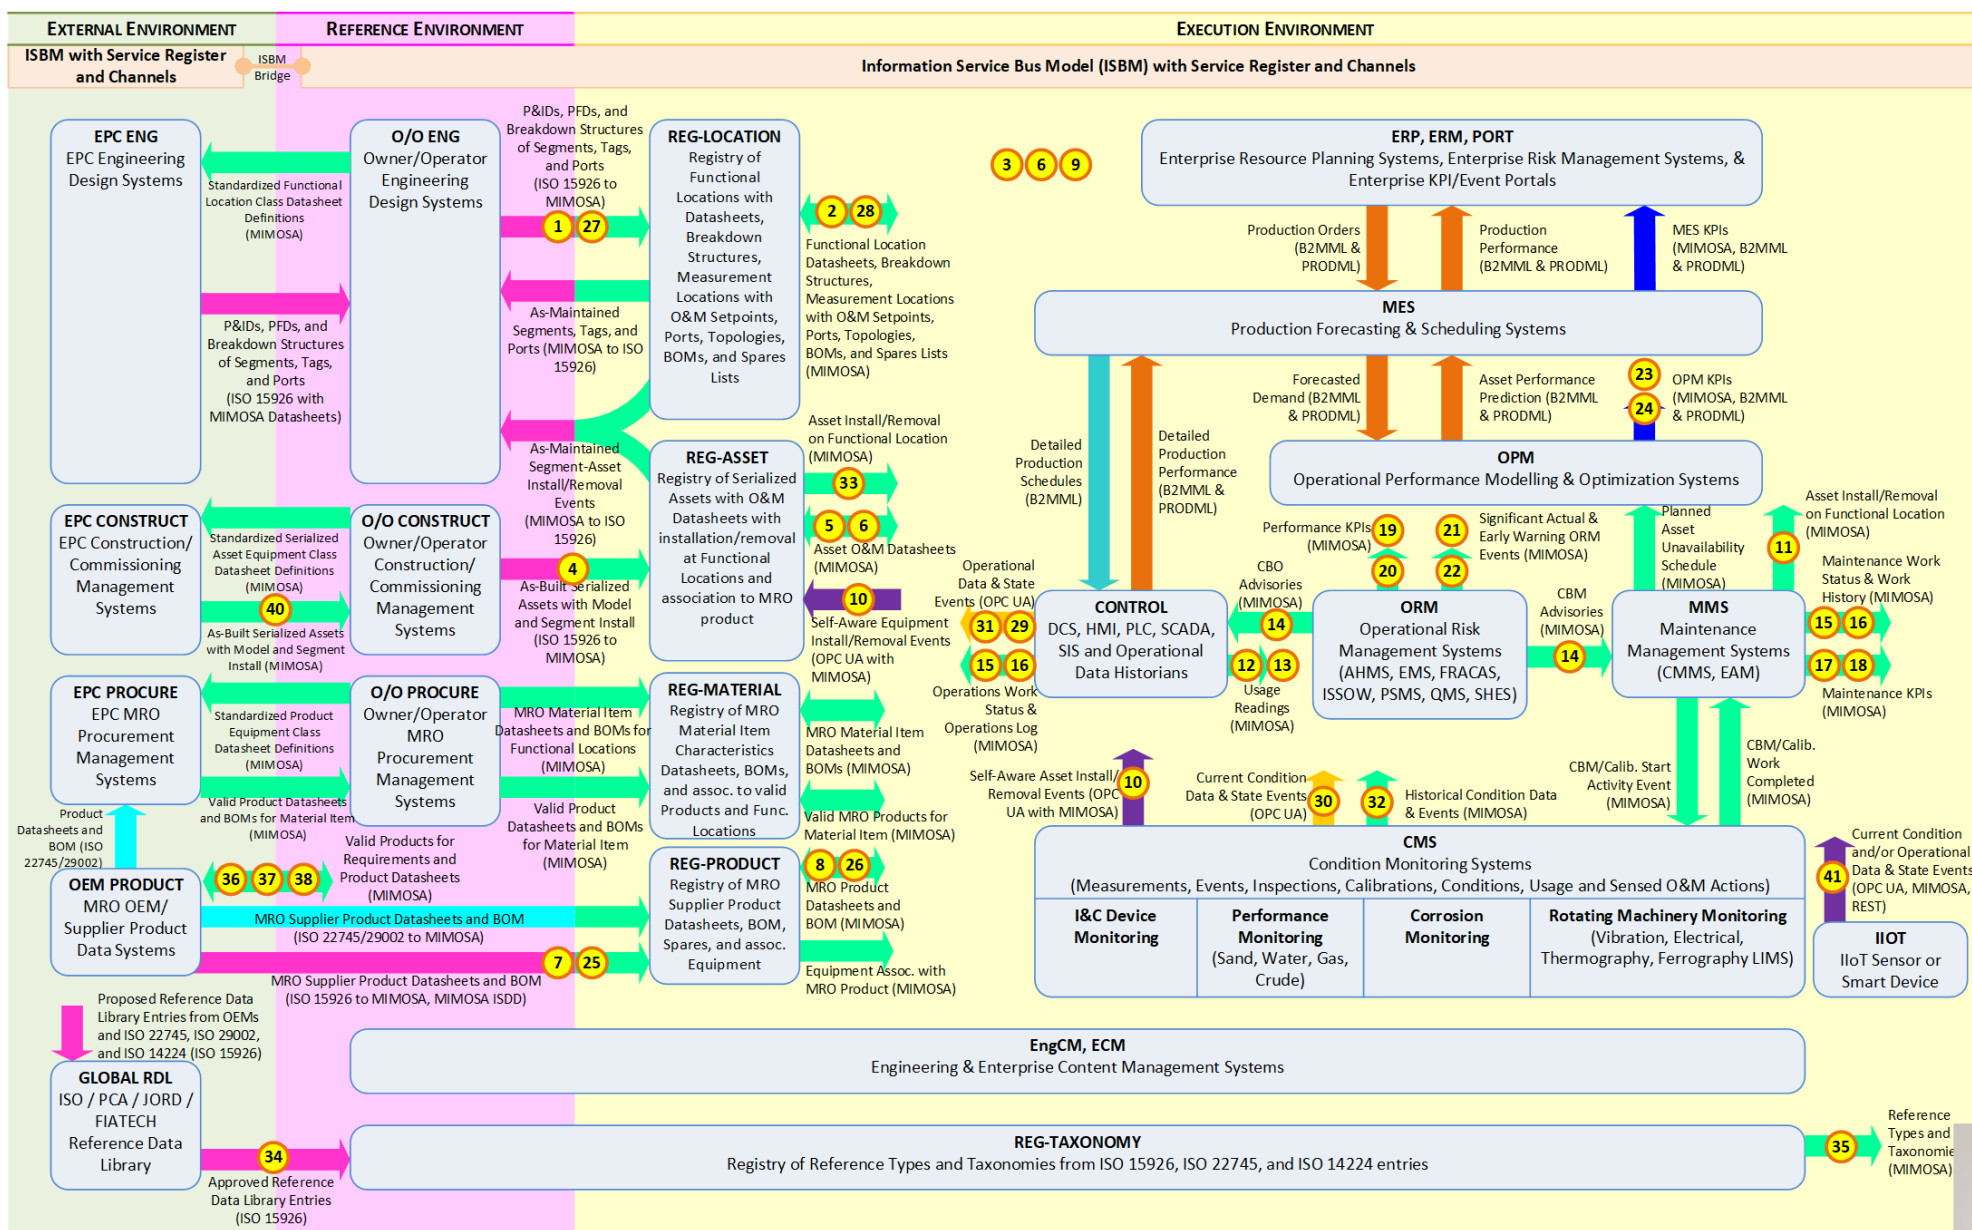 EXTERNAL ENVIRONMENT
REFERENCE ENVIRONMENT
EXECUTION ENVIRONMENT
ISBM with Service Register
and Channels
ISBM
Bridge
Information Service Bus Model (ISBM) with Service Register and Channels
EPC ENG
EPC Engineering
Design Systems
Standardized Functional
Location Class Datasheet
Definitions
(MIMOSA)
P&IDs, PFDs, and
Breakdown Structures
of Segments, Tags,
and Ports
(ISO 15926 with
MIMOSA Datasheets)
O/O ENG
Owner/Operator
Engineering
Design Systems
P&IDs, PFDs, and
Breakdown Structures
of Segments, Tags,
and Ports
(ISO 15926 to
MIMOSA)
1
27
As-Maintained
Segments, Tags, and
Ports (MIMOSA to ISO
15926)
As-Maintained
Segment-Asset
Install/Removal
Events
(MIMOSA to ISO
15926)
REG-LOCATION
Registry of
Functional
Locations with
Datasheets,
Breakdown
Structures,
Measurement
Locations with
O&M Setpoints,
Ports, Topologies,
BOMs, and Spares
Lists
2
28
Functional Location
Datasheets, Breakdown
Structures,
Measurement Locations
with O&M Setpoints,
Ports, Topologies,
BOMs, and Spares Lists
(MIMOSA)
3
6
9
ERP, ERM, PORT
Enterprise Resource Planning Systems, Enterprise Risk Management Systems, &
Enterprise KPI/Event Portals
Production Orders
(B2MML &
PRODML)
Production
Performance
(B2MML & PRODML)
MES KPIs
(MIMOSA, B2MML
& PRODML)
MES
Production Forecasting & Scheduling Systems
Forecasted
Demand (B2MML
& PRODML)
Asset Performance
Prediction (B2MML
& PRODML)
23
24
OPM KPIs
(MIMOSA, B2MML
& PRODML)
Detailed
Production
Schedules
(B2MML)
Detailed
Production
Performance
(B2MML &
PRODML)
OPM
Operational Performance Modelling & Optimization Systems
EPC CONSTRUCT
EPC Construction/
Commissioning
Management
Systems
Standardized Serialized
Asset Equipment Class
Datasheet Definitions
(MIMOSA)
40
As-Built Serialized Assets
with Model and Segment
Install (MIMOSA)
O/O CONSTRUCT
Owner/Operator
Construction/
Commissioning
Management
Systems
4
As-Built Serialized
Assets with Model
and Segment Install
(ISO 15926 to
MIMOSA)
REG-ASSET
Registry of Serialized
Assets with O&M
Datasheets with
installation/removal
at Functional
Locations and
association to MRO
product
Asset Install/Removal
on Functional Location
(MIMOSA)
33
5
6
Asset O&M Datasheets
(MIMOSA)
10
Self-Aware Equipment
Install/Removal Events
(OPC UA with
MIMOSA)
Operational
Data & State
Events (OPC UA)
31
29
15
16
Operations Work
Status &
Operations Log
(MIMOSA)
CONTROL
DCS, HMI, PLC, SCADA,
SIS and Operational
Data Historians
CBO
Advisories
(MIMOSA)
14
12
13
Usage
Readings
(MIMOSA)
Performance KPIs
(MIMOSA)
19
20
21
22
Significant Actual &
Early Warning ORM
Events (MIMOSA)
ORM
Operational Risk
Management Systems
(AHMS, EMS, FRACAS,
ISSOW, PSMS, QMS, SHES)
CBM
Advisories
(MIMOSA)
14
Planned
Asset
Unavailability
Schedule
(MIMOSA)
Asset Install/Removal
on Functional Location
(MIMOSA)
11
MMS
Maintenance
Management Systems
(CMMS, EAM)
Maintenance Work
Status & Work
History (MIMOSA)
15
16
17
18
Maintenance KPIs
(MIMOSA)
EPC PROCURE
EPC MRO
Procurement
Management
Systems
Standardized Product
Equipment Class
Datasheet Definitions
(MIMOSA)
Valid Product Datasheets
and BOMs for Material Item
(MIMOSA)
O/O PROCURE
Owner/Operator
MRO
Procurement
Management
Systems
MRO Material Item
Datasheets and BOMs for
Functional Locations
(MIMOSA)
Valid Product
Datasheets and BOMs
for Material Item
(MIMOSA)
REG-MATERIAL
Registry of MRO
Material Item
Characteristics
Datasheets, BOMs,
and assoc. to valid
Products and Func.
Locations
MRO Material Item
Datasheets and
BOMs (MIMOSA)
Valid MRO Products for
Material Item (MIMOSA)
Self-Aware Asset Install/
Removal Events (OPC
UA with MIMOSA)
10
Current Condition
Data & State Events
(OPC UA)
30
32
Historical Condition Data
& Events (MIMOSA)
CBM/Calib. Start
Activity Event
(MIMOSA)
CBM/Calib.
Work
Completed
(MIMOSA)
Product
Datasheets and
BOM (ISO
22745/29002)
OEM PRODUCT
MRO OEM/
Supplier Product
Data Systems
36
37
38
Valid Products for
Requirements and
Product Datasheets
(MIMOSA)
MRO Supplier Product Datasheets and BOM
(ISO 22745/29002 to MIMOSA)
7
25
MRO Supplier Product Datasheets and BOM
(ISO 15926 to MIMOSA, MIMOSA ISDD)
REG-PRODUCT
Registry of MRO
Supplier Product
Datasheets, BOM,
Spares, and assoc.
Equipment
8
26
MRO Product
Datasheets and
BOM (MIMOSA)
Equipment Assoc. with
MRO Product (MIMOSA)
CMS
Condition Monitoring Systems
(Measurements, Events, Inspections, Calibrations, Conditions, Usage and Sensed O&M Actions)
I&C Device
Monitoring
Performance
Monitoring
(Sand, Water, Gas,
Crude)
Corrosion
Monitoring
Rotating Machinery Monitoring
(Vibration, Electrical,
Thermography, Ferrography LIMS)
41
Current Condition
and/or Operational
Data & State Events
(OPC UA, MIMOSA,
REST)
IIOT
IIoT Sensor or
Smart Device
Proposed Reference Data
Library Entries from OEMs
and ISO 22745, ISO 29002,
and ISO 14224 (ISO 15926)
GLOBAL RDL
ISO / PCA / JORD /
FIATECH
Reference Data
Library
34
Approved Reference
Data Library Entries
(ISO 15926)
EngCM, ECM
Engineering & Enterprise Content Management Systems
REG-TAXONOMY
Registry of Reference Types and Taxonomies from ISO 15926, ISO 22745, and ISO 14224 entries
35
Reference
Types and
Taxonomie
(MIMOSA)